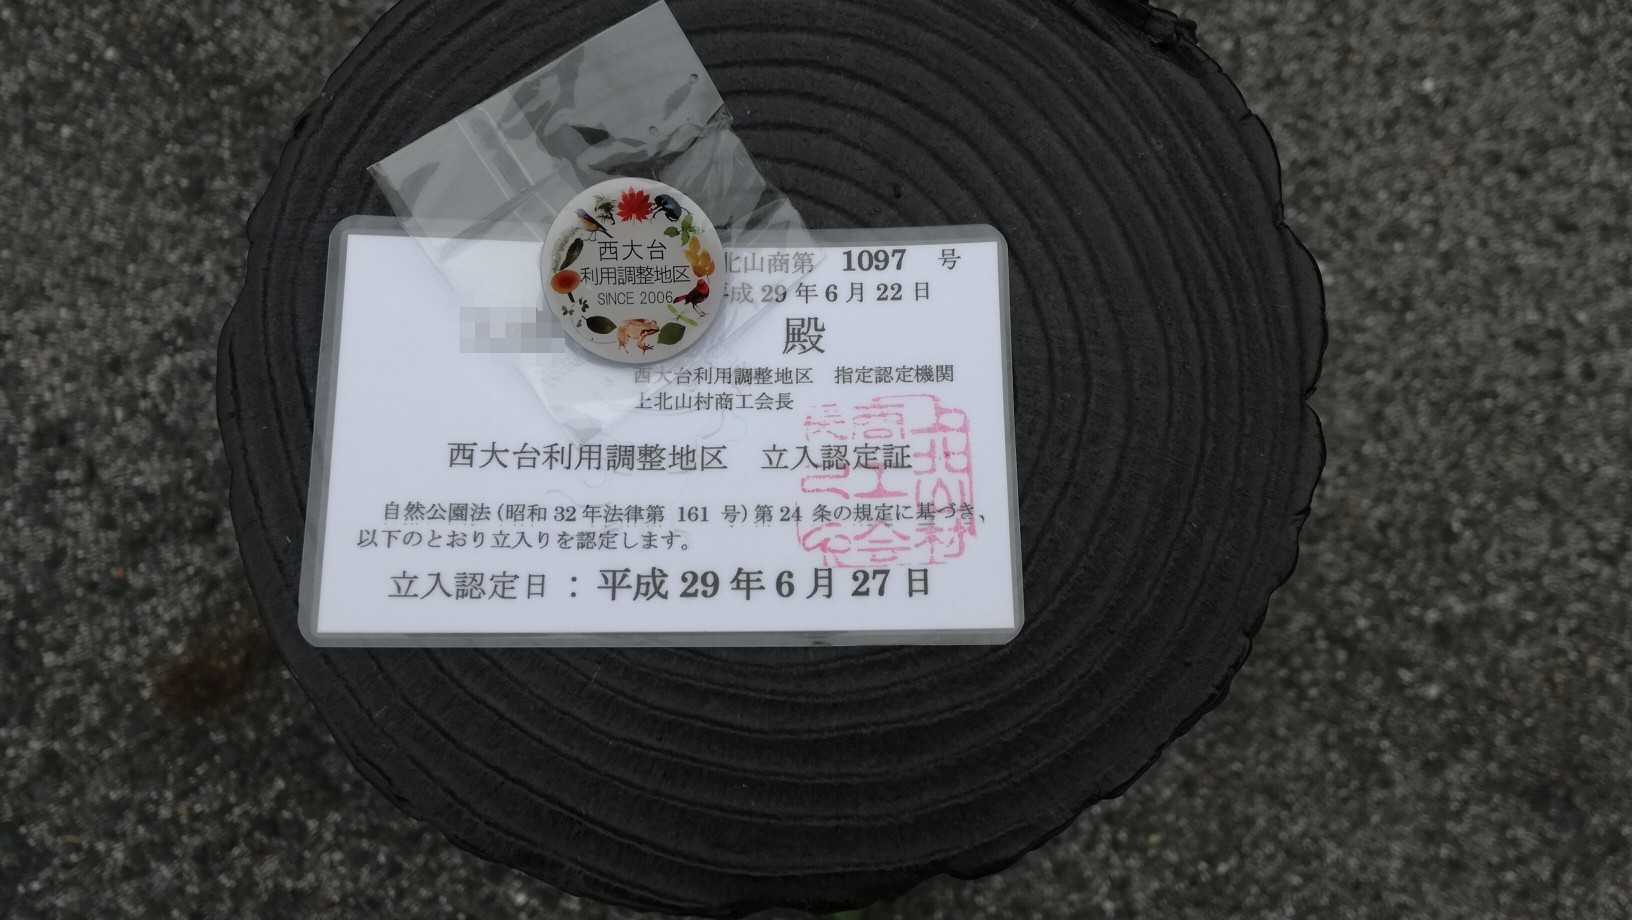 西大台
利用調整地区
SINCE 2006
北山商第 1097 号
平成 29 年 6 月 22 日
殿
西大台利用調整地区 指定認定機関
上北山村商工会長
西大台利用調整地区 立入認定証
自然公園法(昭和 32 年法律第 161 号)第 24 条の規定に基づき、
以下のとおり立入りを認定します。
立入認定日 : 平成 29 年 6 月 27 日